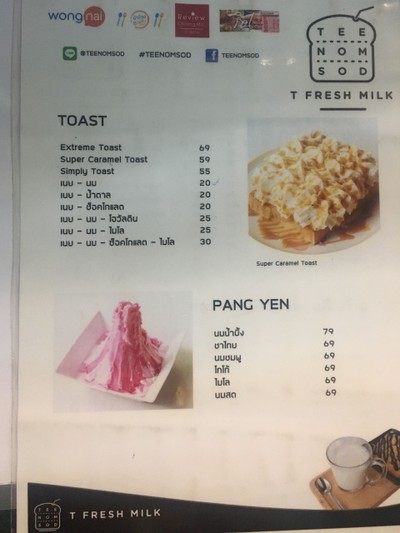 wongnai
Review
@TEENOMSOD #TEENOMSOD TEENOMSOD
TEE
NOM
SOD
T FRESH MILK
TOAST
Extreme Toast 69
Super Caramel Toast 59
Simply Toast 55
เนย - นม 20
เนย - น้ำตาล 20
เนย - ช็อคโกแลต 20
เนย - นม - โอวัลติน 25
เนย - นม - ไมโล 25
เนย - นม - ช็อคโกแลต - ไมโล 30
Super Caramel Toast
PANG YEN
นมน้ำผึ้ง 79
ชาไทย 69
นมชมพู 69
โกโก้ 69
ไมโล 69
นมสด 69
TEE
NOM
SOD
T FRESH MILK